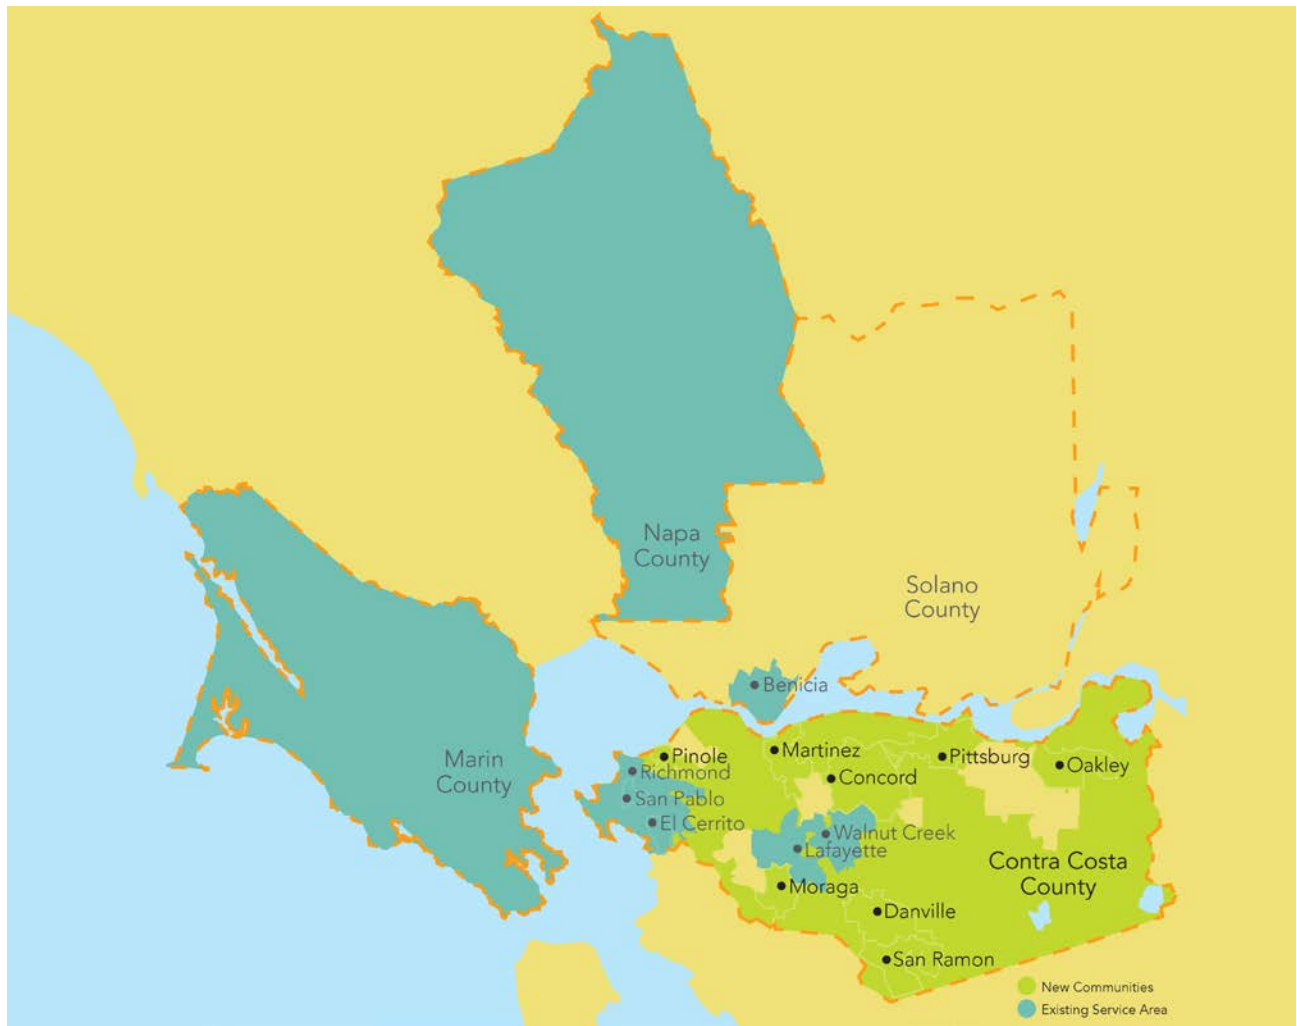 Napa
County
Solano
County
Benicia
Marin
County
Pinole
Martinez
Pittsburg
Oakley
Richmond
Concord
San Pablo
El Cerrito
Walnut Creek
Lafayette
Contra Costa
County
Moraga
Danville
San Ramon
New Communities
Existing Service Area